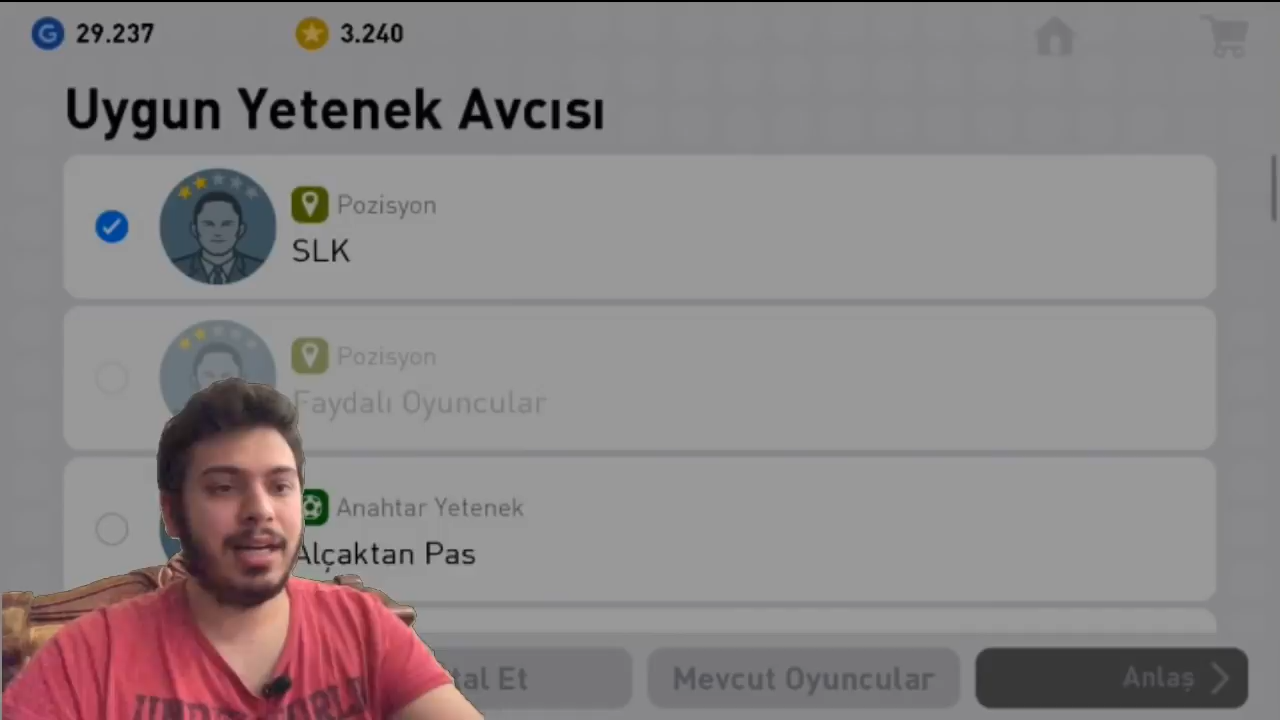 G 29.237
3.240
Uygun Yetenek Avcısı
Pozisyon
SLK
Pozisyon
Faydalı Oyuncular
Anahtar Yetenek
Alçaktan Pas
tal Et
Mevcut Oyuncular
Anlaş